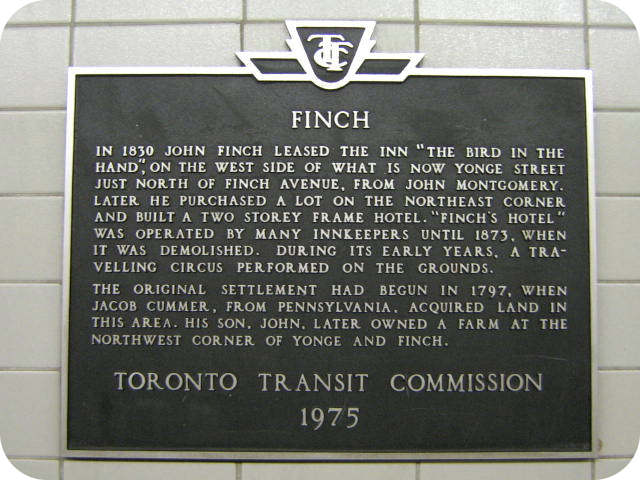 TTC
FINCH
IN 1830 JOHN FINCH LEASED THE INN "THE BIRD IN THE
HAND", ON THE WEST SIDE OF WHAT IS NOW YONGE STREET
JUST NORTH OF FINCH AVENUE, FROM JOHN MONTGOMERY.
LATER HE PURCHASED A LOT ON THE NORTHEAST CORNER
AND BUILT A TWO STOREY FRAME HOTEL. "FINCH'S HOTEL"
WAS OPERATED BY MANY INNKEEPERS UNTIL 1873, WHEN
IT WAS DEMOLISHED. DURING ITS EARLY YEARS, A TRA-
VELLING CIRCUS PERFORMED ON THE GROUNDS.
THE ORIGINAL SETTLEMENT HAD BEGUN IN 1797, WHEN
JACOB CUMMER, FROM PENNSYLVANIA, ACQUIRED LAND IN
THIS AREA. HIS SON, JOHN, LATER OWNED A FARM AT THE
NORTHWEST CORNER OF YONGE AND FINCH.
TORONTO TRANSIT COMMISSION
1975